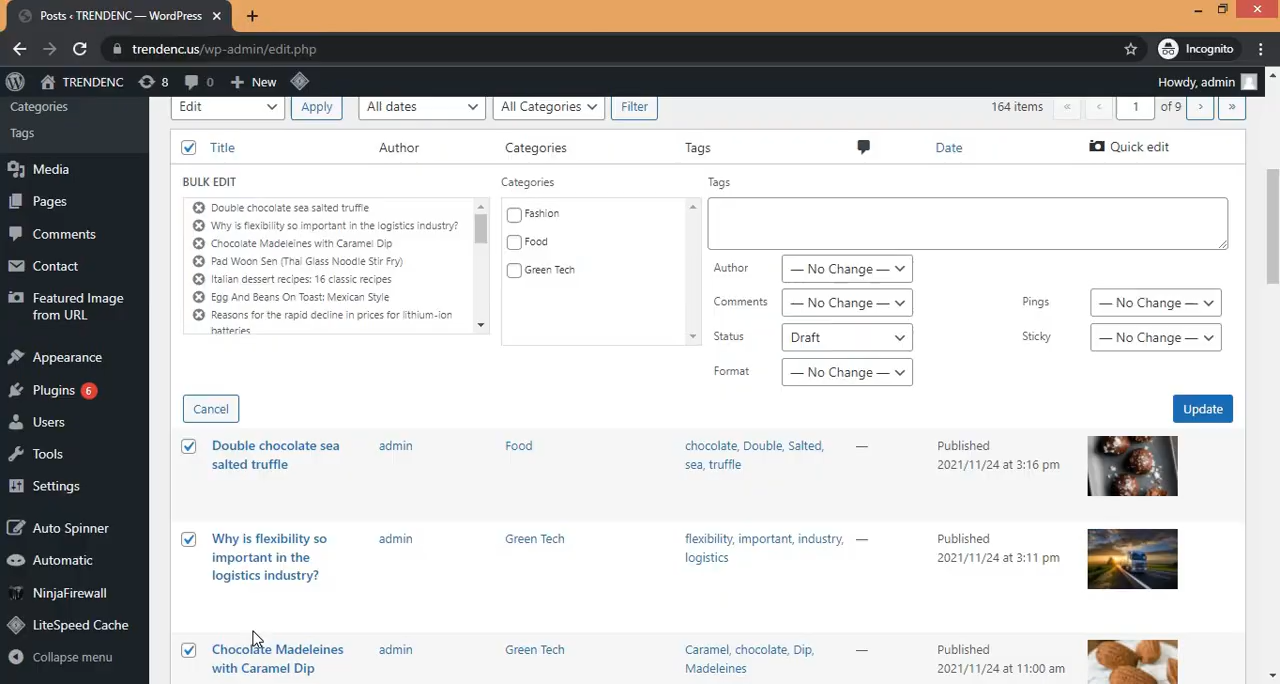 Posts ‹ TRENDENC — WordPress
trendenc.us/wp-admin/edit.php
Incognito
TRENDENC
8
0
New
Howdy, admin
Categories
Tags
Media
Pages
Comments
Contact
Featured Image
from URL
Appearance
Plugins 6
Users
Tools
Settings
Auto Spinner
Automatic
NinjaFirewall
LiteSpeed Cache
Collapse menu
Edit
Apply
All dates
All Categories
Filter
164 items
«
‹
1
of 9
›
»
Title
Author
Categories
Tags
Date
Quick edit
BULK EDIT
Double chocolate sea salted truffle
Why is flexibility so important in the logistics industry?
Chocolate Madeleines with Caramel Dip
Pad Woon Sen (Thai Glass Noodle Stir Fry)
Italian dessert recipes: 16 classic recipes
Egg And Beans On Toast: Mexican Style
Reasons for the rapid decline in prices for lithium-ion
batteries
Categories
Fashion
Food
Green Tech
Tags
Author
— No Change —
Comments
— No Change —
Pings
— No Change —
Status
Draft
Sticky
— No Change —
Format
— No Change —
Cancel
Update
Double chocolate sea
salted truffle
admin
Food
chocolate, Double, Salted,
sea, truffle
—
Published
2021/11/24 at 3:16 pm
Why is flexibility so
important in the
logistics industry?
admin
Green Tech
flexibility, important, industry,
logistics
—
Published
2021/11/24 at 3:11 pm
Chocolate Madeleines
with Caramel Dip
admin
Green Tech
Caramel, chocolate, Dip,
Madeleines
—
Published
2021/11/24 at 11:00 am